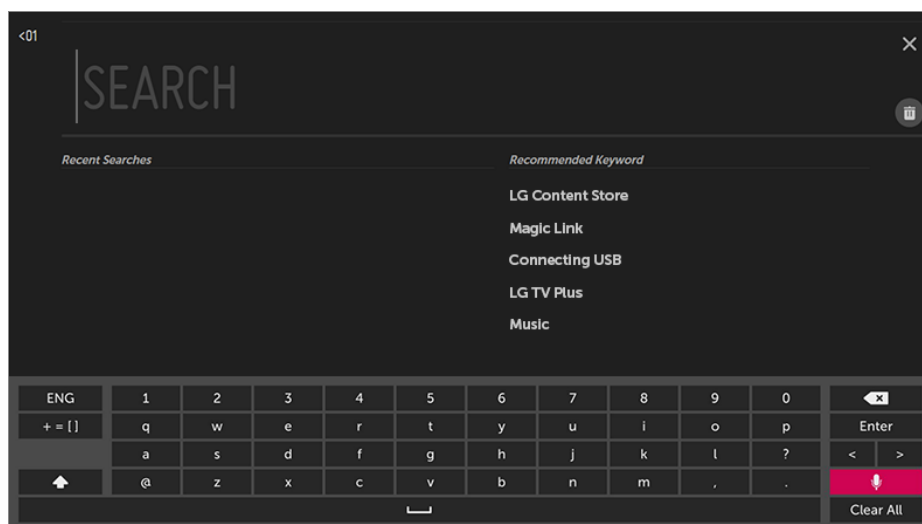 <01
SEARCH
Recent Searches
Recommended Keyword
LG Content Store
Magic Link
Connecting USB
LG TV Plus
Music
ENG 1 2 3 4 5 6 7 8 9 0
+ = [ ] q w e r t y u i o p Enter
a s d f g h j k l ? < >
@ z x c v b n m , .
Clear All